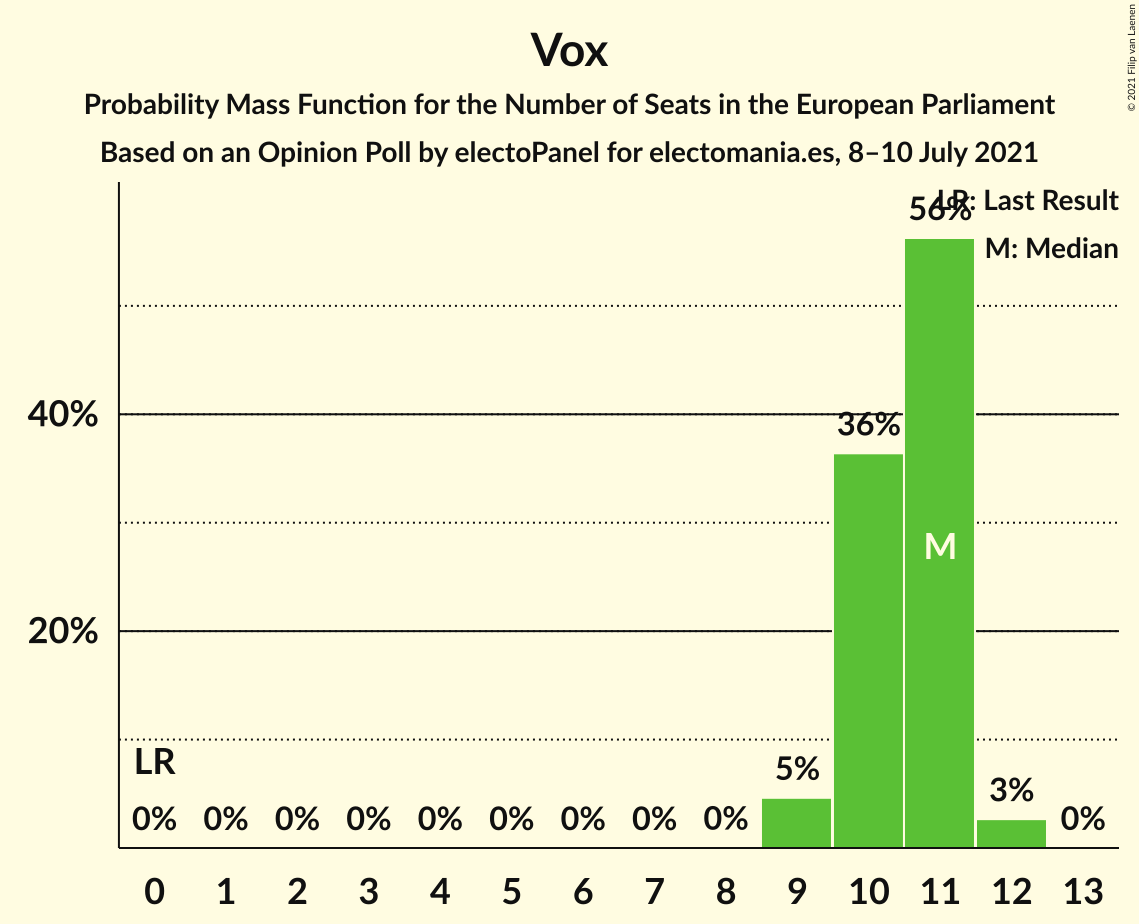 Vox
Probability Mass Function for the Number of Seats in the European Parliament
Based on an Opinion Poll by electoPanel for electomania.es, 8–10 July 2021
© 2021 Filip van Laenen
LR: Last Result
M: Median
56%
40%
36%
M
20%
LR
5%
3%
0% 0% 0% 0% 0% 0% 0% 0% 0% 0%
0 1 2 3 4 5 6 7 8 9 10 11 12 13